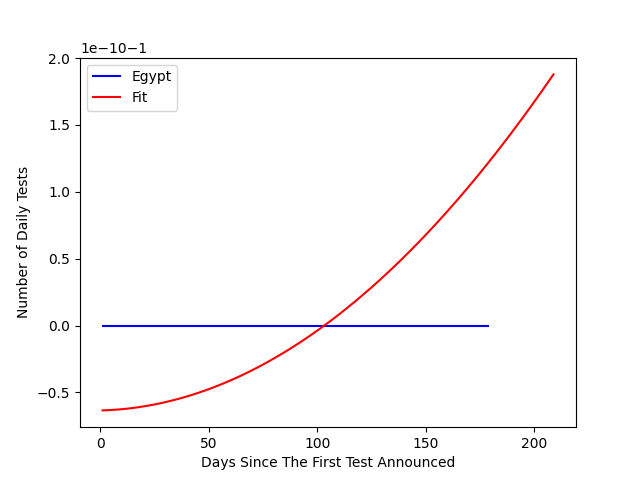 1e−10−1
2.0
1.5
1.0
0.5
0.0
−0.5
0
50
100
150
200
Number of Daily Tests
Days Since The First Test Announced
Egypt
Fit